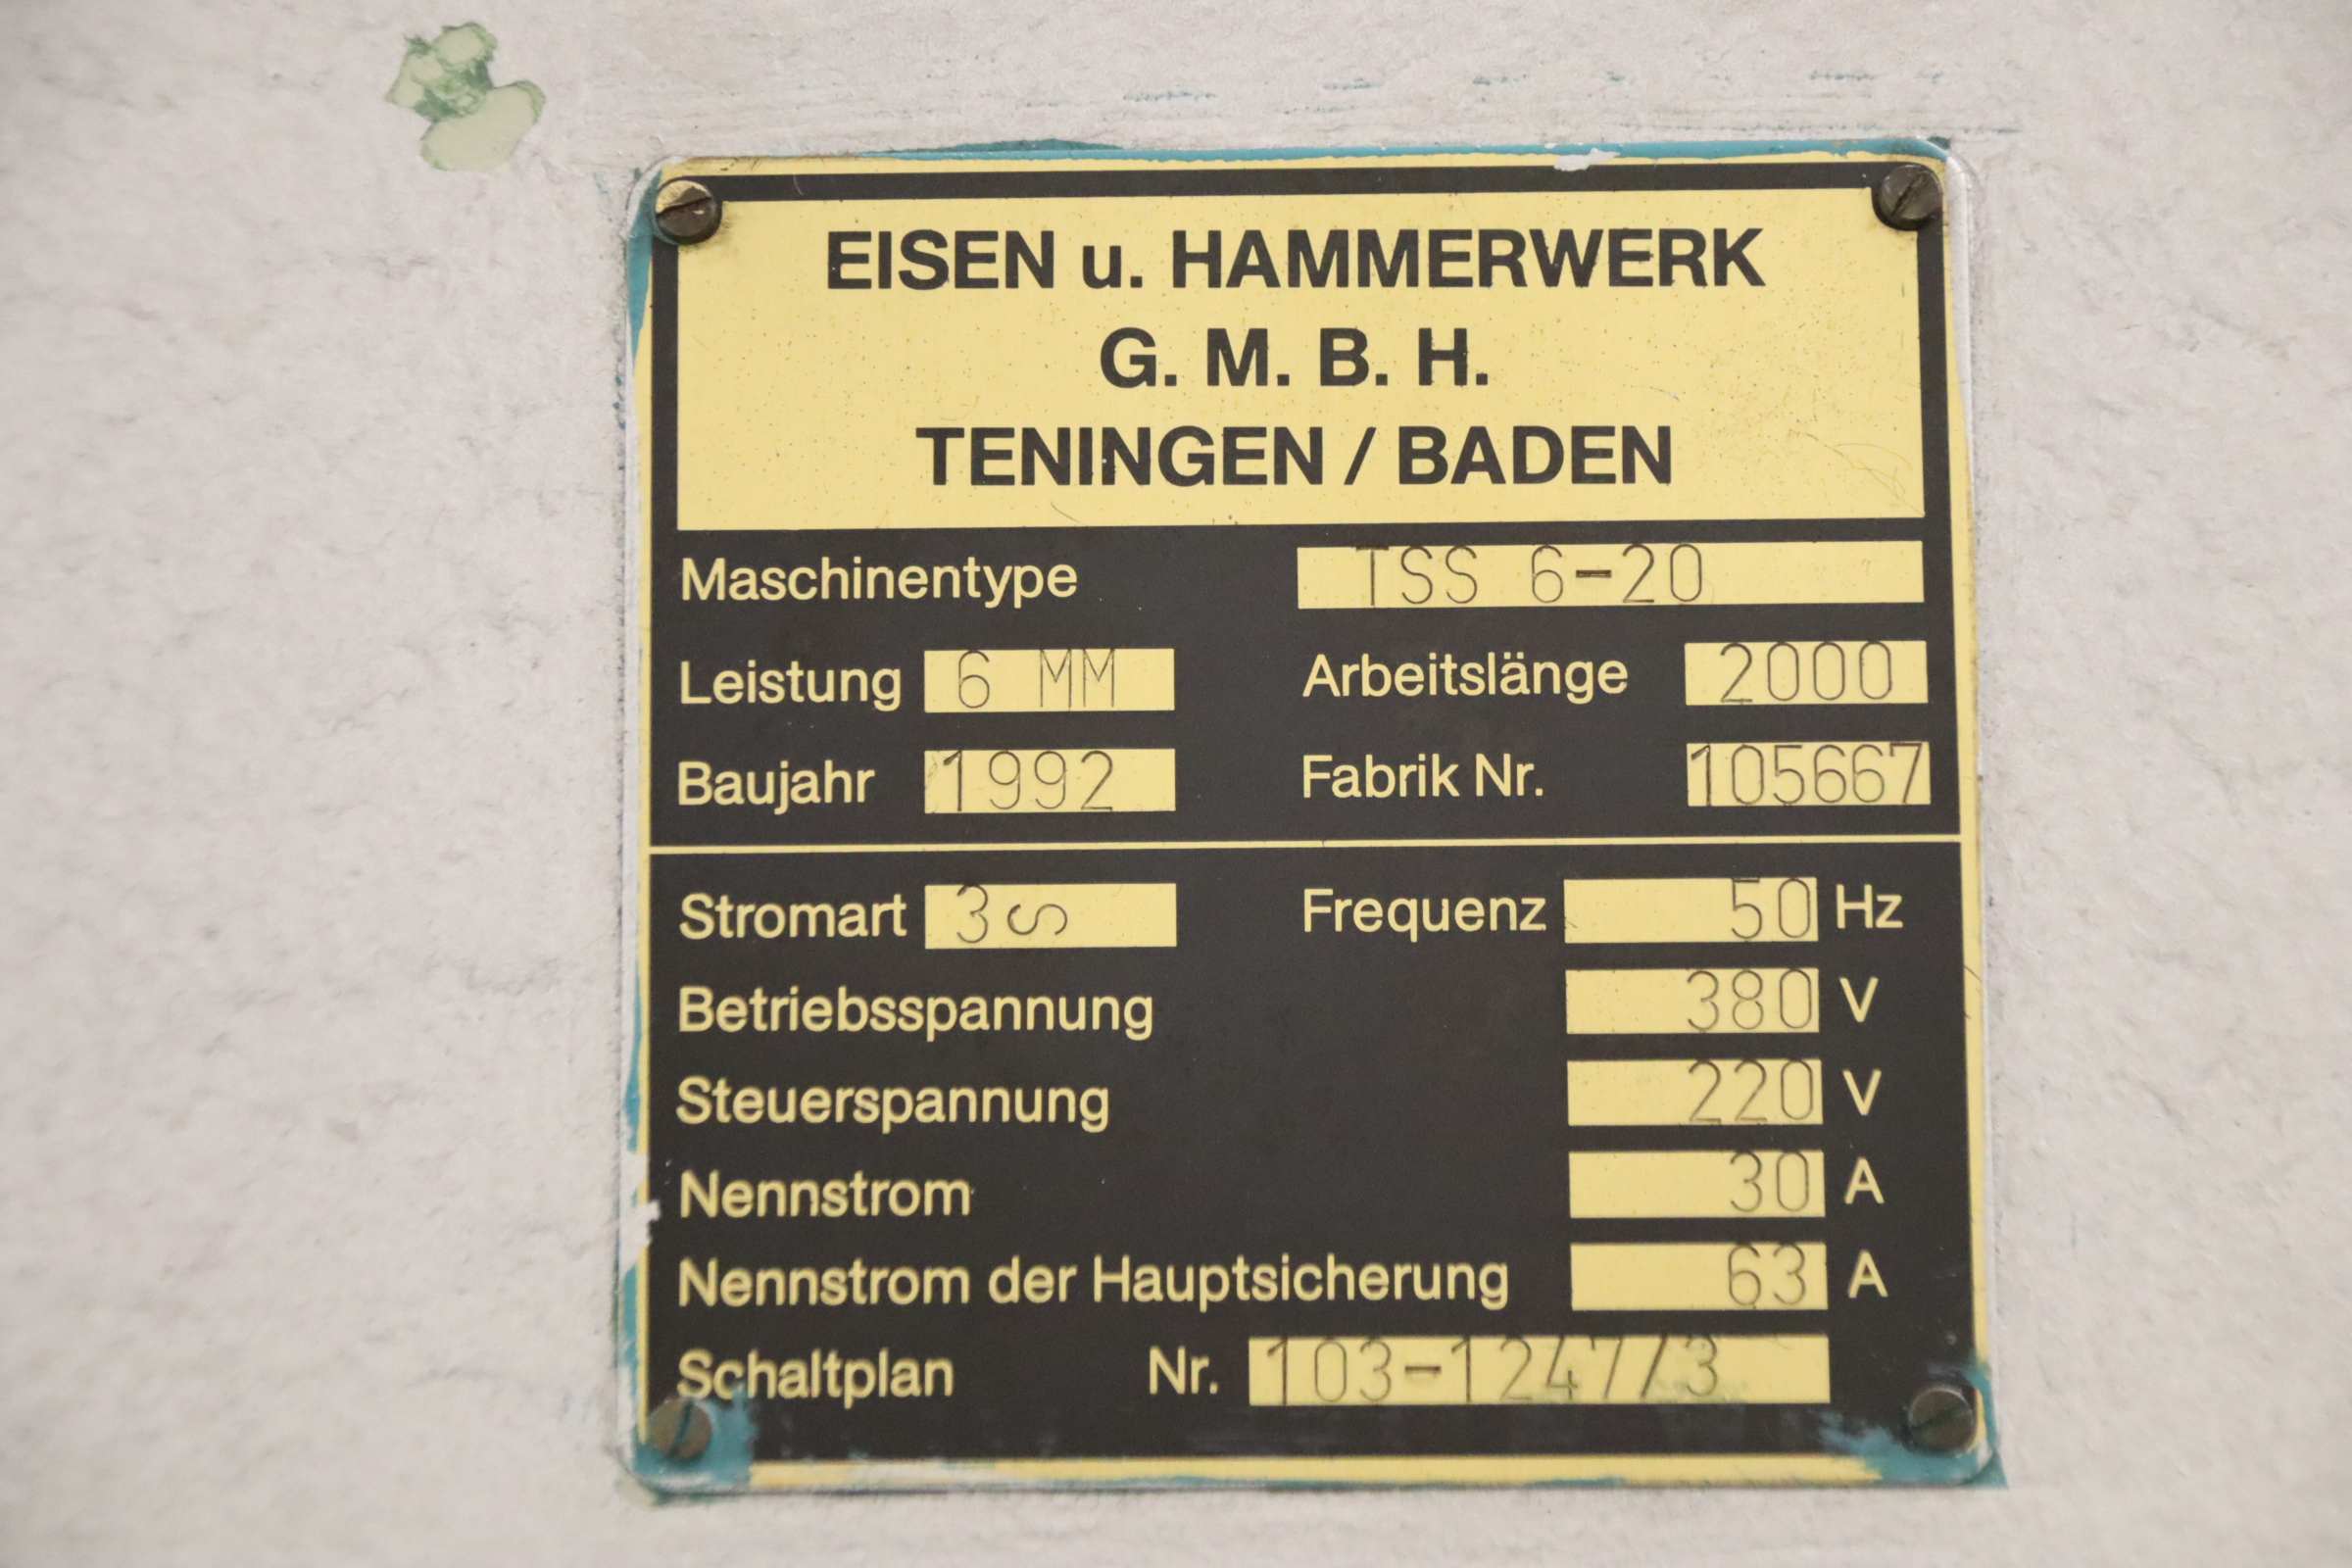 EISEN u. HAMMERWERK
G. M. B. H.
TENINGEN / BADEN
Maschinentype TSS 6-20
Leistung 6 MM Arbeitslänge 2000
Baujahr 1992 Fabrik Nr. 105667
Stromart 3 ∽ Frequenz 50 Hz
Betriebsspannung 380 V
Steuerspannung 220 V
Nennstrom 30 A
Nennstrom der Hauptsicherung 63 A
Schaltplan Nr. 103-1247/3